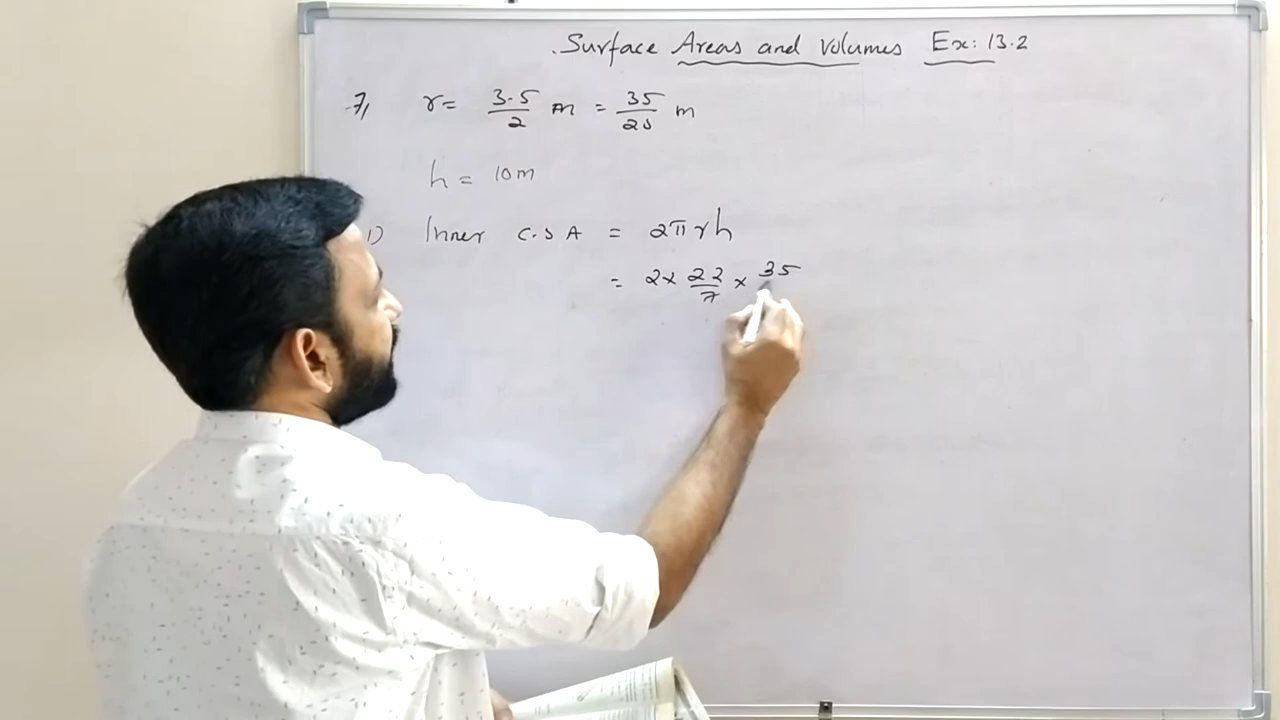 Surface Areas and Volumes Ex: 13.2
7, r = 3.5/2 m = 35/20 m
h = 10m
1) Inner C.S A = 2πrh
= 2 x 22/7 x 35